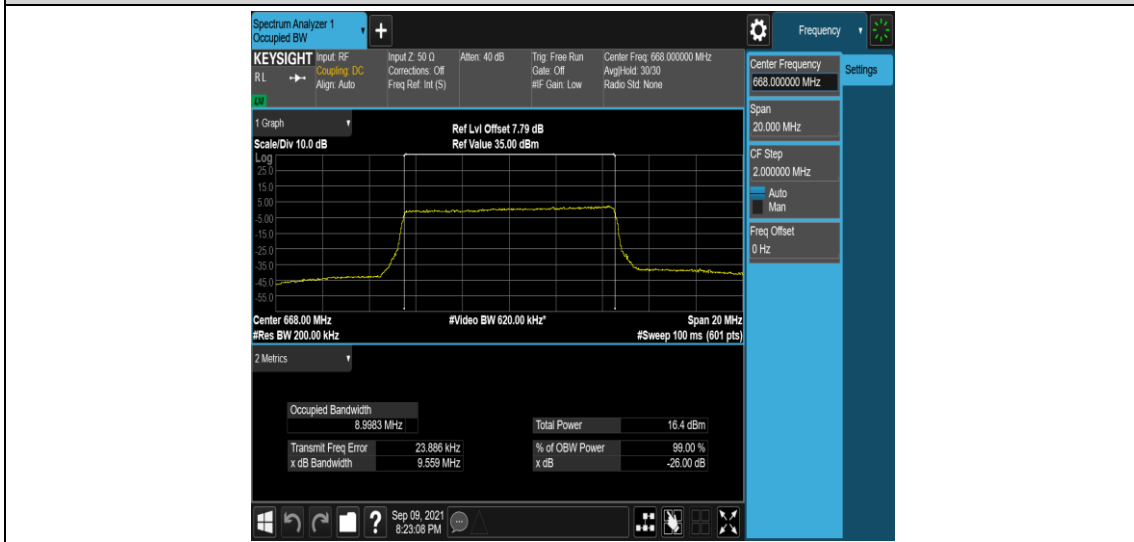 Spectrum Analyzer 1
Occupied BW
+
Frequency
KEYSIGHT
RL
LXI
Input: RF
Coupling: DC
Align: Auto
Input Z: 50 Ω
Corrections: Off
Freq Ref: Int (S)
Atten: 40 dB
Trig: Free Run
Gate: Off
#IF Gain: Low
Center Freq: 668.000000 MHz
Avg|Hold: 30/30
Radio Std: None
Center Frequency
668.000000 MHz
Settings
Span
20.000 MHz
CF Step
2.000000 MHz
Auto
Man
Freq Offset
0 Hz
1 Graph
Scale/Div 10.0 dB
Ref Lvl Offset 7.79 dB
Ref Value 35.00 dBm
Log
25.0
15.0
5.00
-5.00
-15.0
-25.0
-35.0
-45.0
-55.0
Center 668.00 MHz
#Video BW 620.00 kHz*
Span 20 MHz
#Res BW 200.00 kHz
#Sweep 100 ms (601 pts)
2 Metrics
Occupied Bandwidth
8.9983 MHz
Total Power 16.4 dBm
Transmit Freq Error 23.886 kHz
% of OBW Power 99.00 %
x dB Bandwidth 9.559 MHz
x dB -26.00 dB
?
Sep 09, 2021
8:23:08 PM